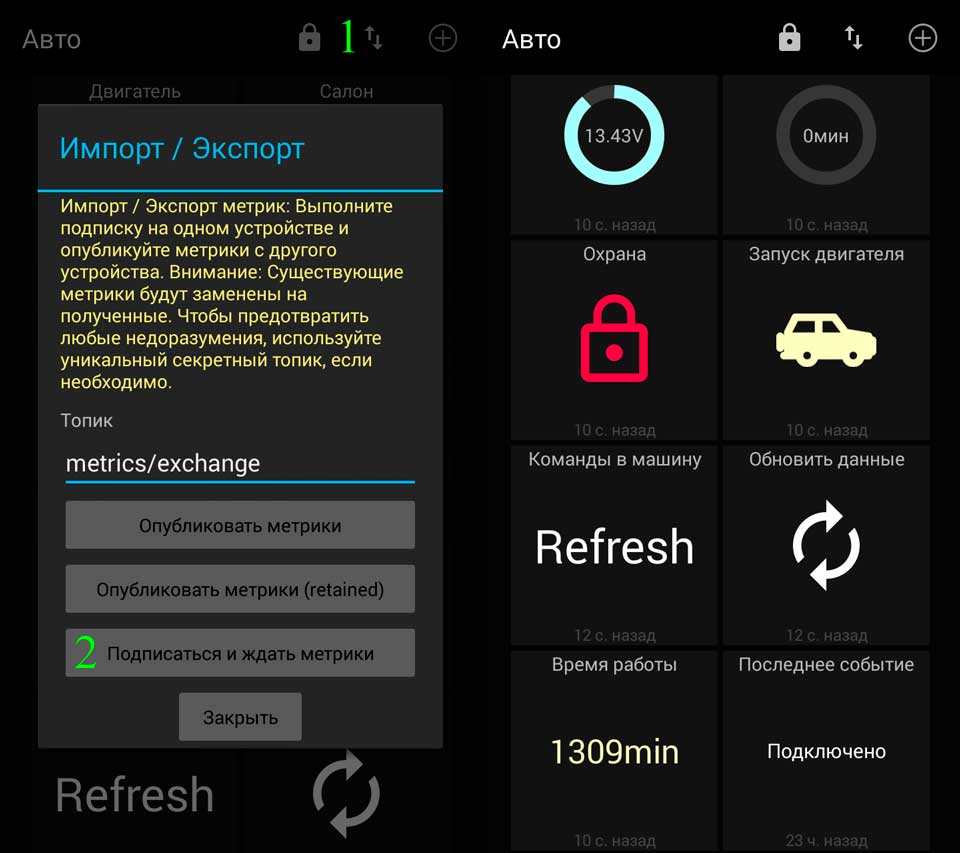 Авто
1
Двигатель
Салон
Импорт / Экспорт
Импорт / Экспорт метрик: Выполните
подписку на одном устройстве и
опубликуйте метрики с другого
устройства. Внимание: Существующие
метрики будут заменены на
полученные. Чтобы предотвратить
любые недоразумения, используйте
уникальный секретный топик, если
необходимо.
Топик
metrics/exchange
Опубликовать метрики
Опубликовать метрики (retained)
2 Подписаться и ждать метрики
Закрыть
Refresh
Авто
13.43V
0мин
10 с. назад
10 с. назад
Охрана
Запуск двигателя
10 с. назад
10 с. назад
Команды в машину
Обновить данные
Refresh
12 с. назад
12 с. назад
Время работы
Последнее событие
1309min
Подключено
10 с. назад
23 ч. назад